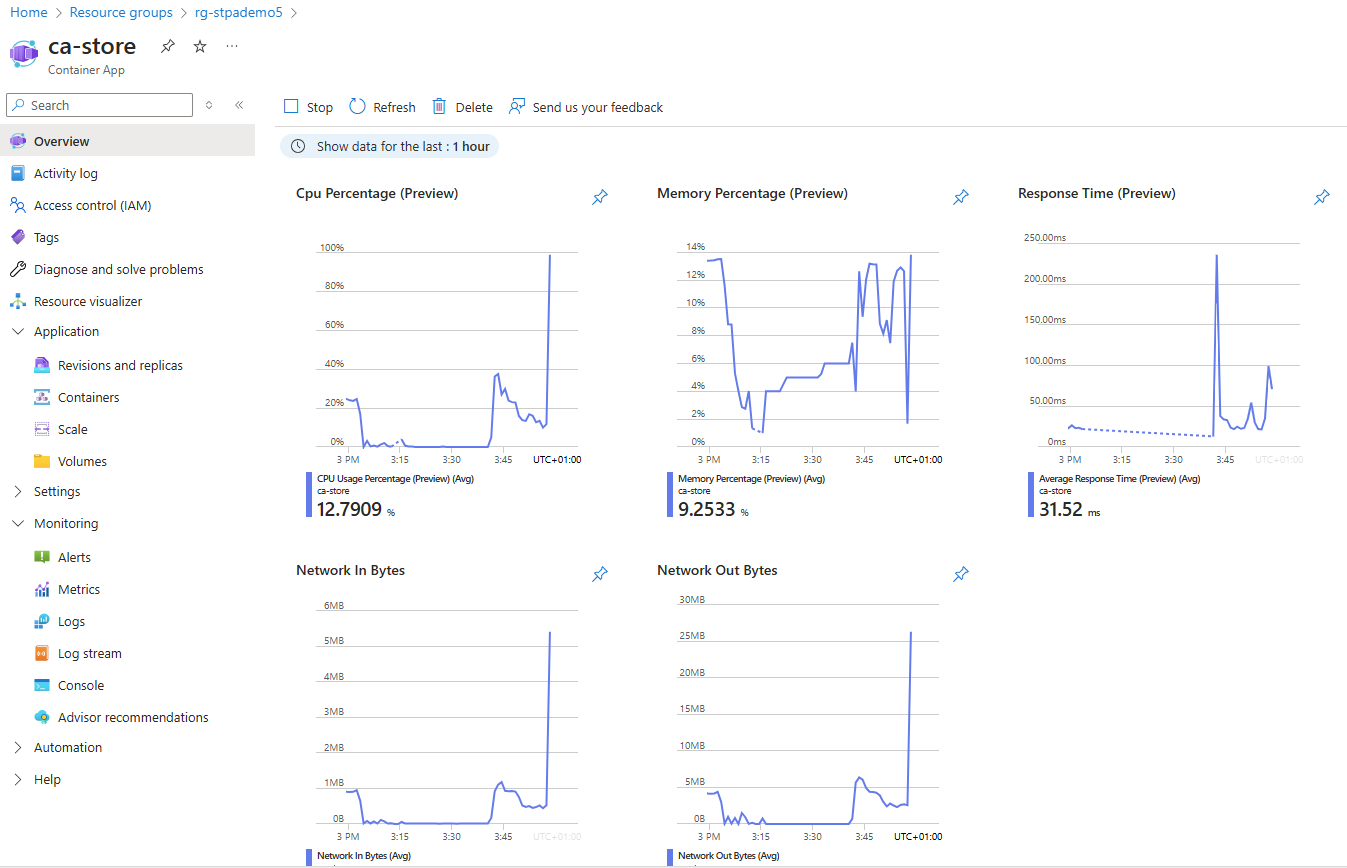 Home > Resource groups > rg-stpademo5 >
ca-store
Container App
Search
Overview
Activity log
Access control (IAM)
Tags
Diagnose and solve problems
Resource visualizer
Application
Revisions and replicas
Containers
Scale
Volumes
Settings
Monitoring
Alerts
Metrics
Logs
Log stream
Console
Advisor recommendations
Automation
Help
Stop Refresh Delete Send us your feedback
Show data for the last : 1 hour
Cpu Percentage (Preview)
100%
80%
60%
40%
20%
0%
3 PM 3:15 3:30 3:45 UTC+01:00
CPU Usage Percentage (Preview) (Avg)
ca-store
12.7909 %
Memory Percentage (Preview)
14%
12%
10%
8%
6%
4%
2%
0%
3 PM 3:15 3:30 3:45 UTC+01:00
Memory Percentage (Preview) (Avg)
ca-store
9.2533 %
Response Time (Preview)
250.00ms
200.00ms
150.00ms
100.00ms
50.00ms
0ms
3 PM 3:15 3:30 3:45 UTC+01:00
Average Response Time (Preview) (Avg)
ca-store
31.52 ms
Network In Bytes
6MB
5MB
4MB
3MB
2MB
1MB
0B
3 PM 3:15 3:30 3:45 UTC+01:00
Network In Bytes (Avg)
Network Out Bytes
30MB
25MB
20MB
15MB
10MB
5MB
0B
3 PM 3:15 3:30 3:45 UTC+01:00
Network Out Bytes (Avg)